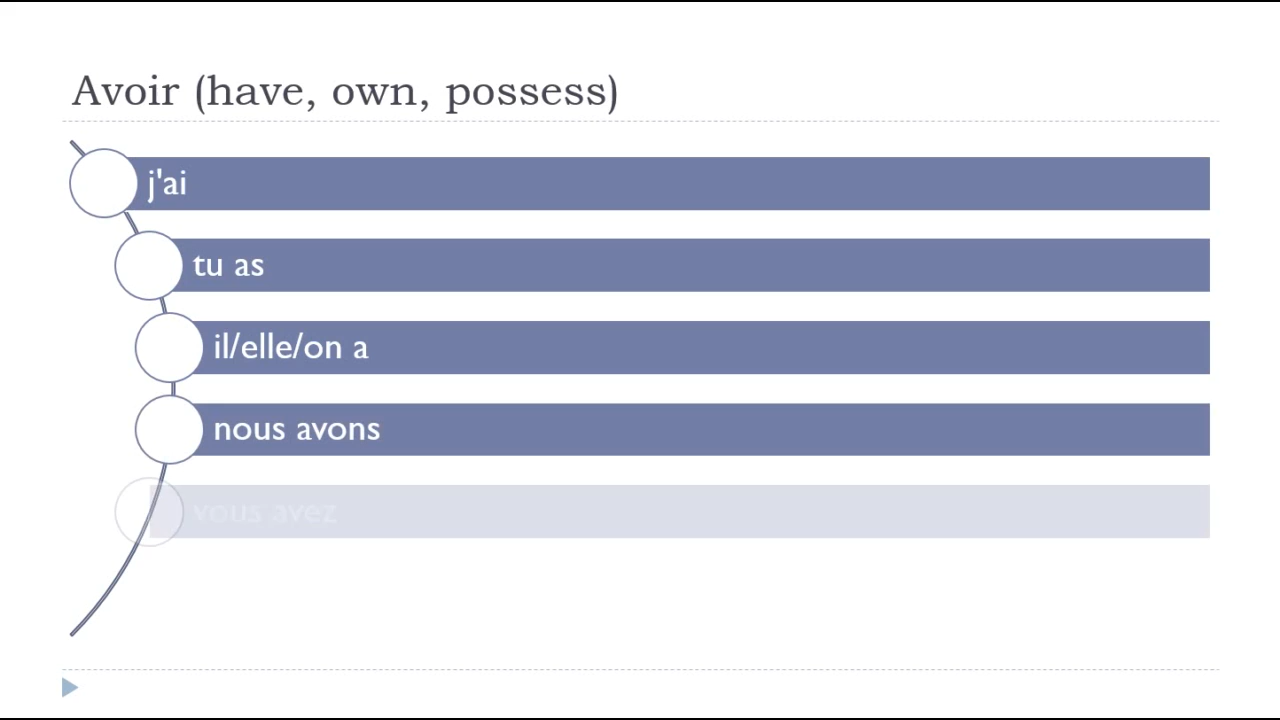 Avoir (have, own, possess)
j'ai
tu as
il/elle/on a
nous avons
vous avez